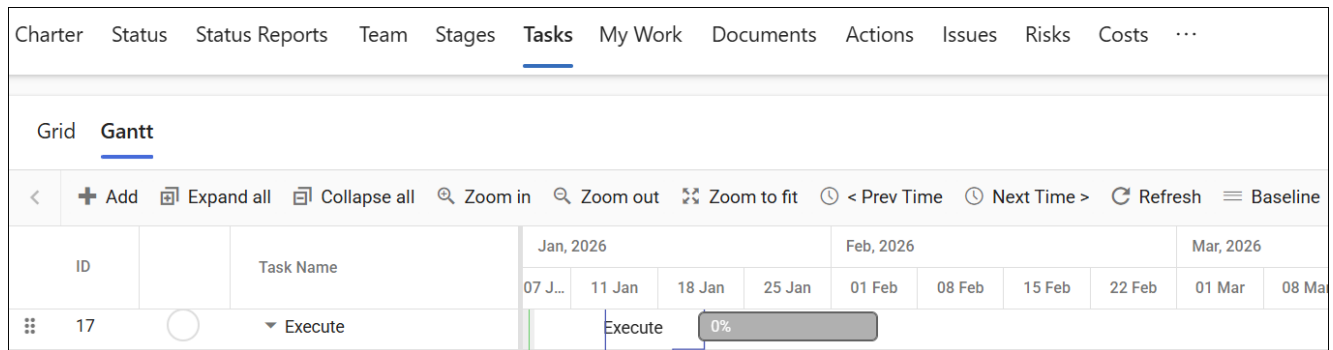 Charter Status Status Reports Team Stages Tasks My Work Documents Actions Issues Risks Costs ...
Grid Gantt
< Add Expand all Collapse all Zoom in Zoom out Zoom to fit < Prev Time Next Time > Refresh Baseline
Jan, 2026 Feb, 2026 Mar, 2026
ID Task Name
07 J... 11 Jan 18 Jan 25 Jan 01 Feb 08 Feb 15 Feb 22 Feb 01 Mar 08 Mar
17 Execute Execute 0%